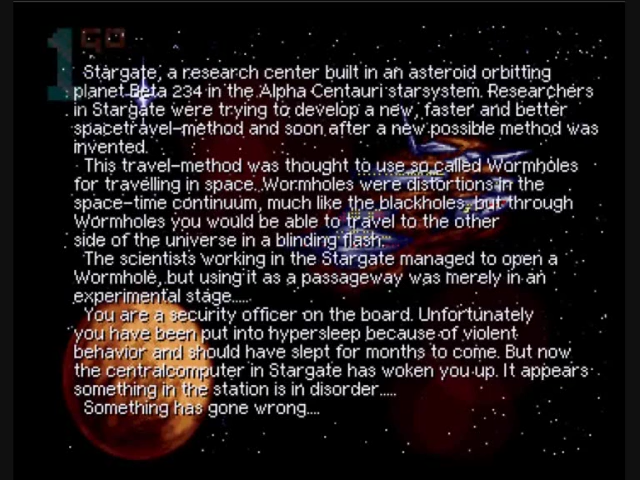 1
Stargate, a research center built in an asteroid orbitting
planet Beta 234 in the Alpha Centauri starsystem. Researchers
in Stargate were trying to develop a new, faster and better
spacetravel-method and soon after a new possible method was
invented.
This travel-method was thought to use so called Wormholes
for travelling in space. Wormholes were distortions in the
space-time continuum, much like the blackholes, but through
Wormholes you would be able to travel to the other
side of the universe in a blinding flash.
The scientists working in the Stargate managed to open a
Wormhole, but using it as a passageway was merely in an
experimental stage.....
You are a security officer on the board. Unfortunately
you have been put into hypersleep because of violent
behavior and should have slept for months to come. But now
the centralcomputer in Stargate has woken you up. It appears
something in the station is in disorder.....
Something has gone wrong....